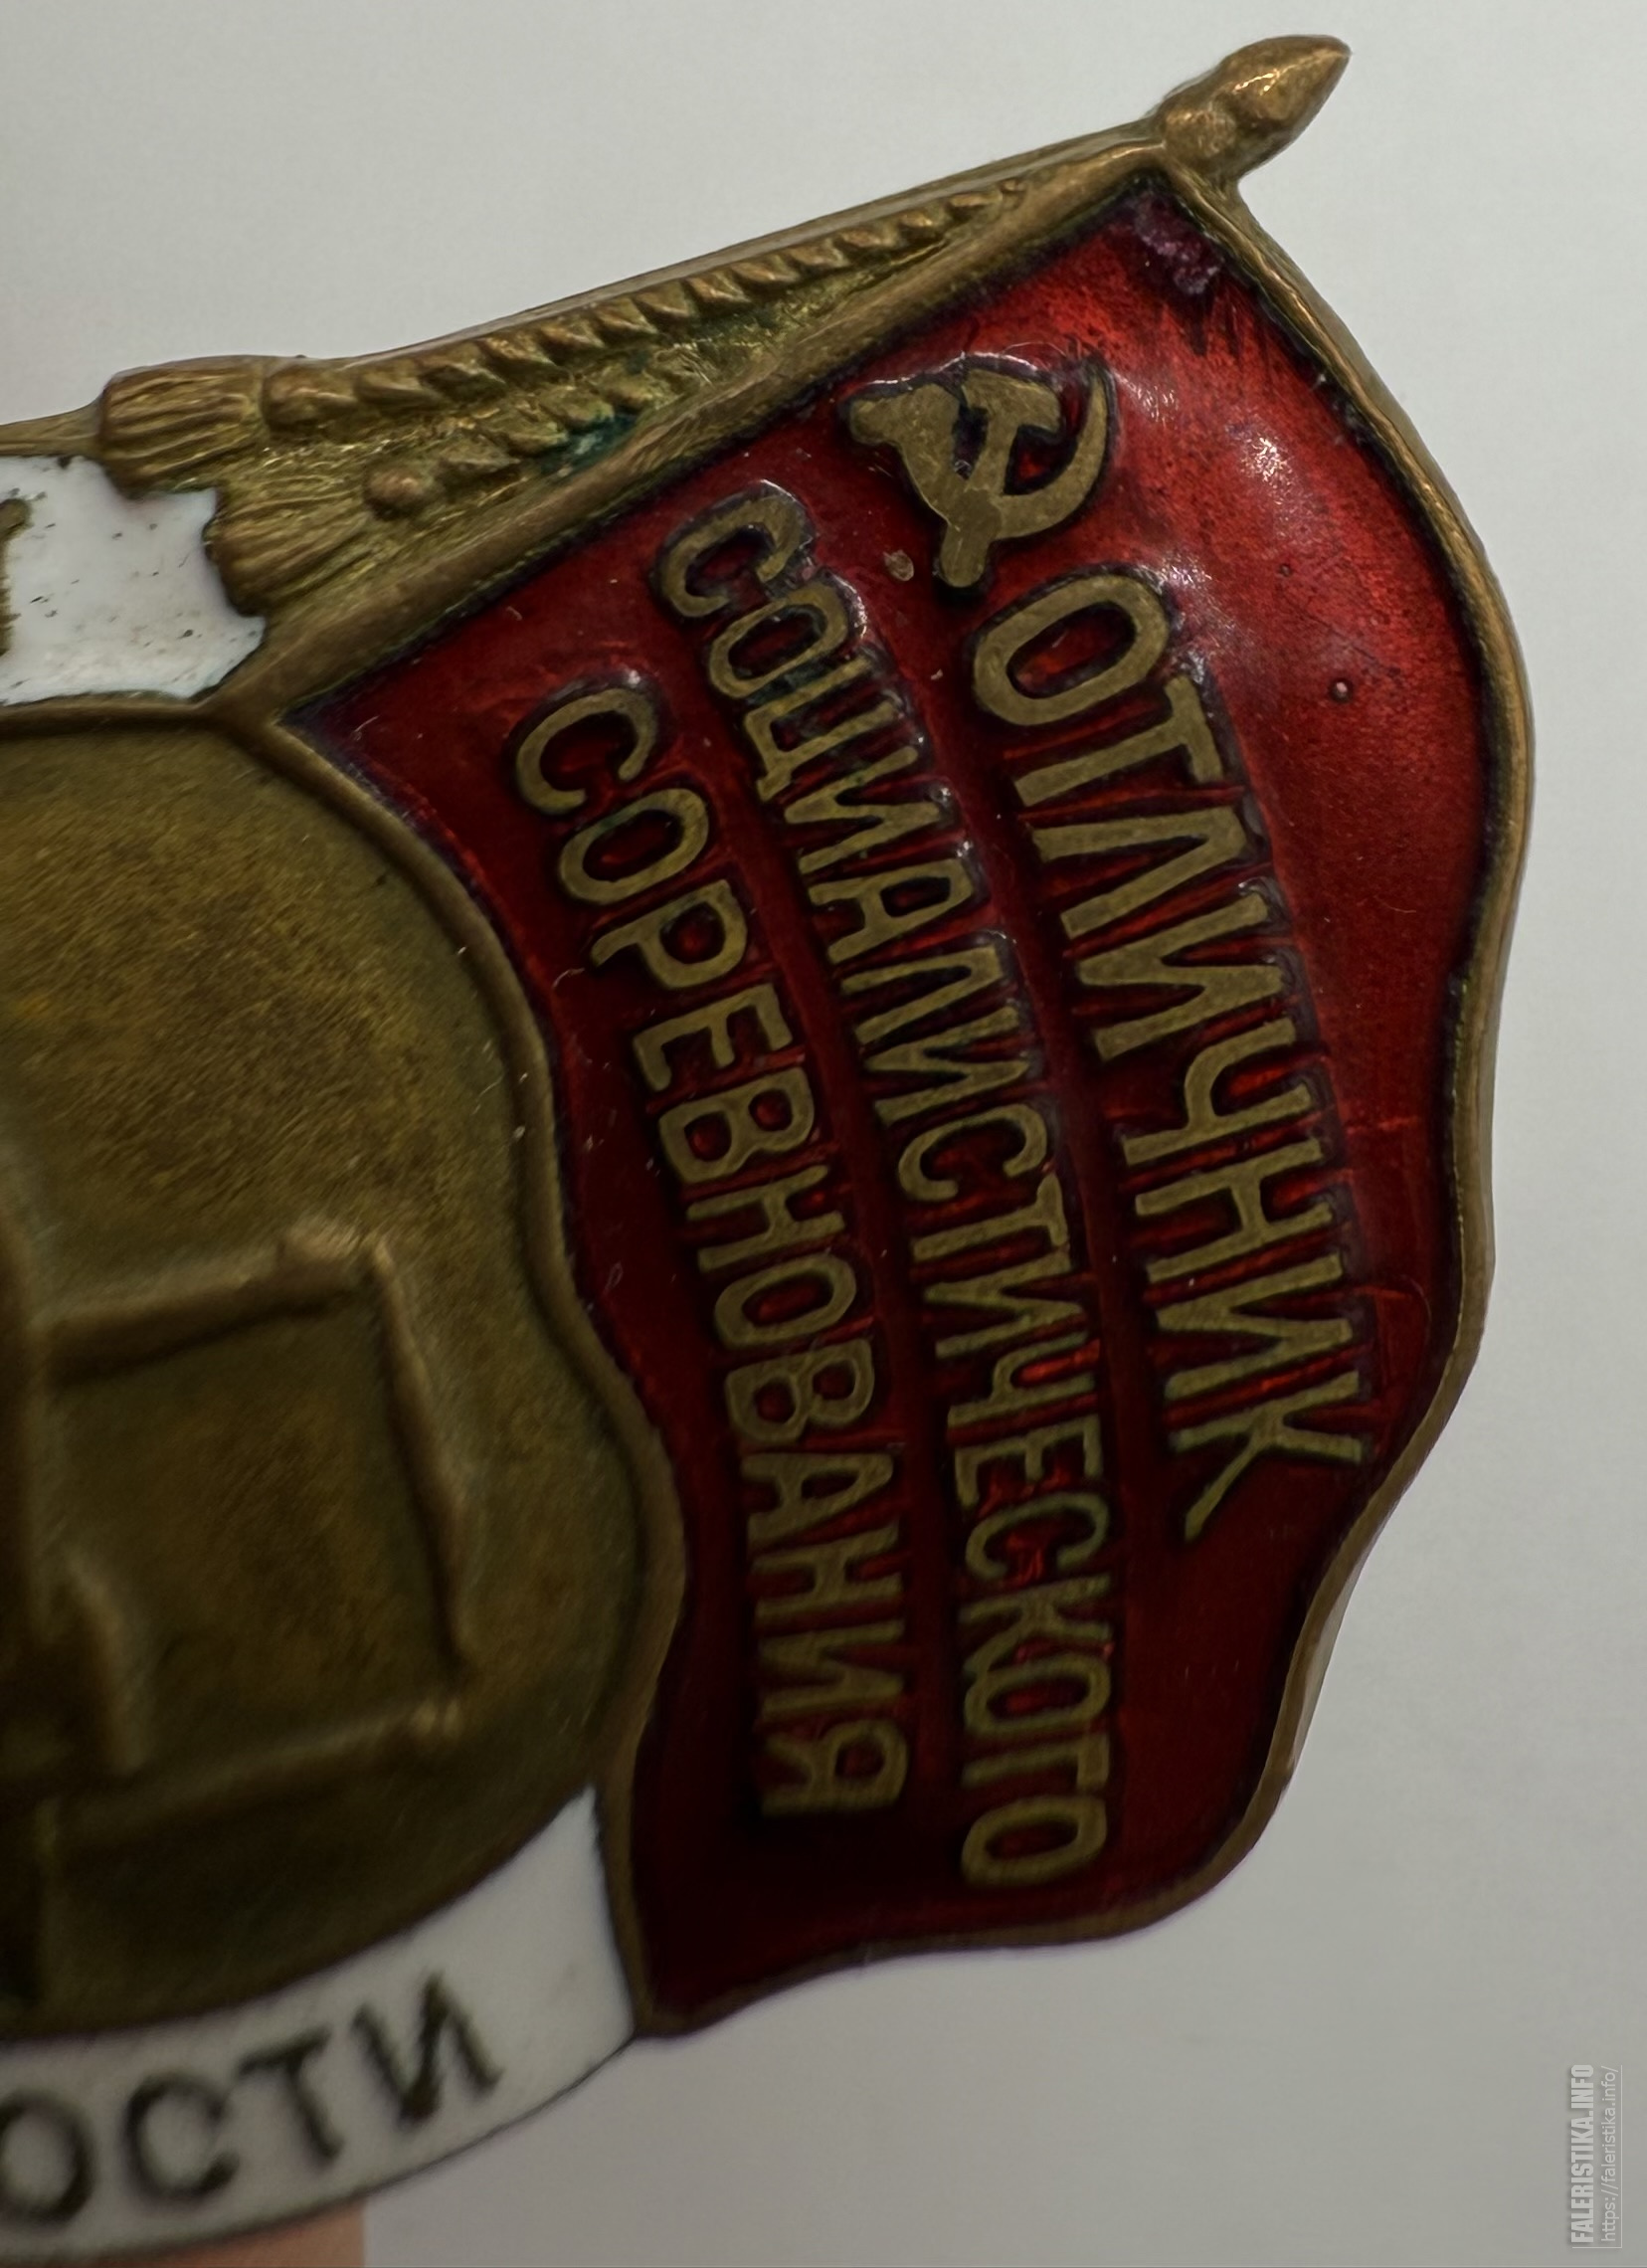 ОТЛИЧНИК
СОЦИАЛИСТИЧЕСКОГО
СОРЕВНОВАНИЯ
ОСТИ
FALERISTIKA.INFO
https://faleristika.info/